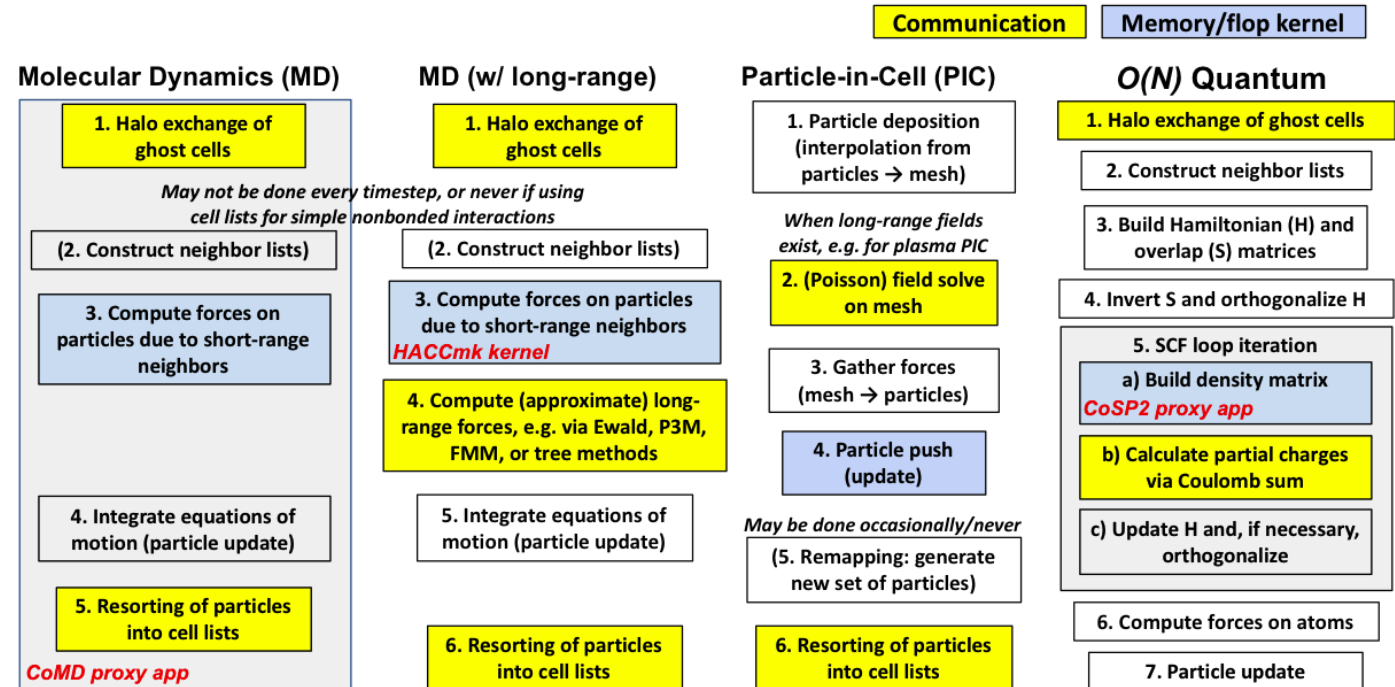 Communication
Memory/flop kernel
Molecular Dynamics (MD)
1. Halo exchange of
ghost cells
May not be done every timestep, or never if using
cell lists for simple nonbonded interactions
(2. Construct neighbor lists)
3. Compute forces on
particles due to short-range
neighbors
4. Integrate equations of
motion (particle update)
5. Resorting of particles
into cell lists
CoMD proxy app
MD (w/ long-range)
1. Halo exchange of
ghost cells
(2. Construct neighbor lists)
3. Compute forces on particles
due to short-range neighbors
HACCmk kernel
4. Compute (approximate) long-
range forces, e.g. via Ewald, P3M,
FMM, or tree methods
5. Integrate equations of
motion (particle update)
6. Resorting of particles
into cell lists
Particle-in-Cell (PIC)
1. Particle deposition
(interpolation from
particles → mesh)
When long-range fields
exist, e.g. for plasma PIC
2. (Poisson) field solve
on mesh
3. Gather forces
(mesh → particles)
4. Particle push
(update)
May be done occasionally/never
(5. Remapping: generate
new set of particles)
6. Resorting of particles
into cell lists
O(N) Quantum
1. Halo exchange of ghost cells
2. Construct neighbor lists
3. Build Hamiltonian (H) and
overlap (S) matrices
4. Invert S and orthogonalize H
5. SCF loop iteration
a) Build density matrix
CoSP2 proxy app
b) Calculate partial charges
via Coulomb sum
c) Update H and, if necessary,
orthogonalize
6. Compute forces on atoms
7. Particle update